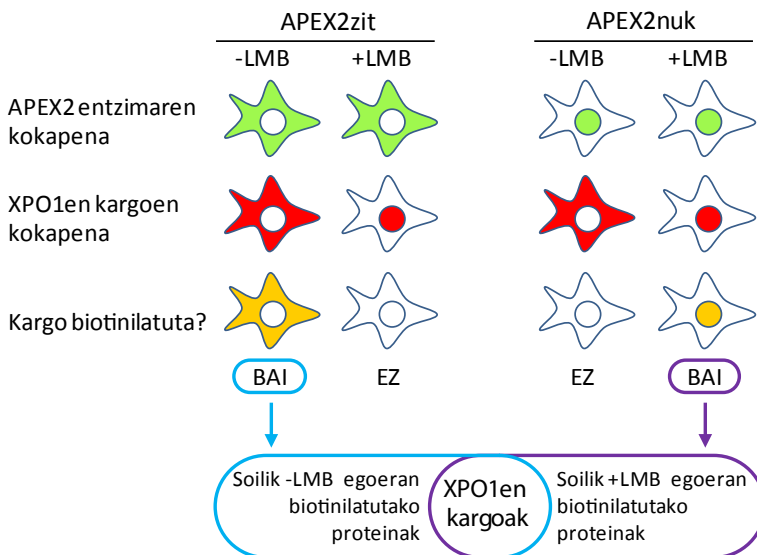 APEX2zit
APEX2nuk
-LMB
+LMB
-LMB
+LMB
APEX2 entzimaren
kokapena
XPO1en kargoen
kokapena
Kargo biotinilatuta?
BAI
EZ
EZ
BAI
Soilik -LMB egoeran
biotinilatutako
proteinak
XPO1en
kargoak
Soilik +LMB egoeran
biotinilatutako
proteinak